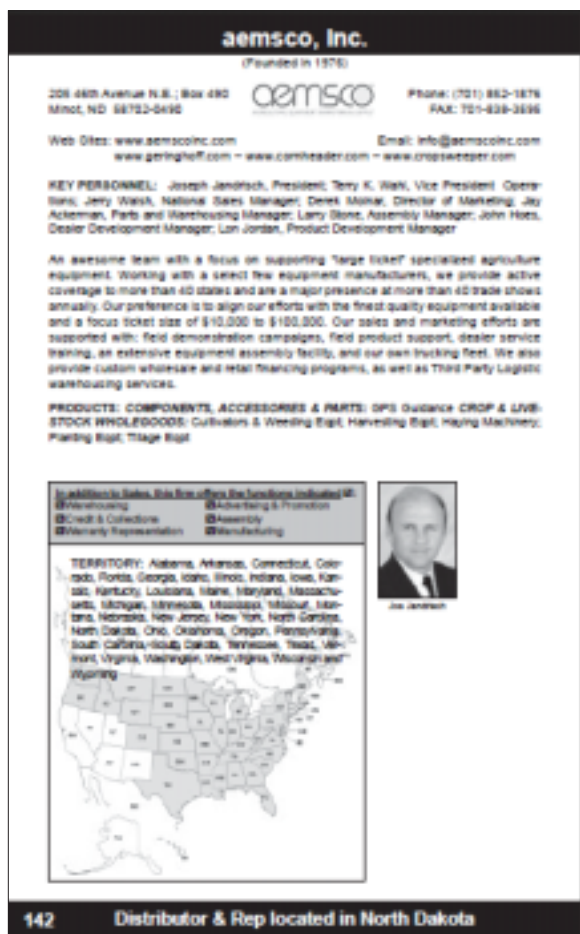 aemsco, Inc.
(Founded in 1976)
205 46th Avenue N.E.; Box 490
Minot, ND 58702-0490
aemsco
Phone: (701) 852-1876
FAX: 701-839-3595
Web Sites: www.aemscoinc.com
Email: info@aemscoinc.com
www.geringhoff.com – www.cornheader.com – www.cropsweeper.com
KEY PERSONNEL: Joseph Jandrisch, President; Terry K. Wahl, Vice President Opera-
tions; Jerry Walsh, National Sales Manager; Derek Molnar, Director of Marketing; Jay
Ackerman, Parts and Warehousing Manager; Larry Stone, Assembly Manager; John Hoes,
Dealer Development Manager; Lon Jordan, Product Development Manager
An awesome team with a focus on supporting "large ticket" specialized agriculture
equipment. Working with a select few equipment manufacturers, we provide active
coverage to more than 40 states and are a major presence at more than 40 trade shows
annually. Our preference is to align our efforts with the finest quality equipment available
and a focus ticket size of $10,000 to $100,000. Our sales and marketing efforts are
supported with: field demonstration campaigns, field product support, dealer service
training, an extensive equipment assembly facility, and our own trucking fleet. We also
provide custom wholesale and retail financing programs, as well as Third Party Logistic
warehousing services.
PRODUCTS: COMPONENTS, ACCESSORIES & PARTS: GPS Guidance CROP & LIVE-
STOCK WHOLEGOODS: Cultivators & Weeding Eqpt; Harvesting Eqpt; Haying Machinery;
Planting Eqpt; Tillage Eqpt
In addition to Sales, this firm offers the functions indicated ☑:
☑Warehousing
☑Advertising & Promotion
☑Credit & Collections
☑Assembly
☑Warranty Representation
☑Manufacturing
TERRITORY: Alabama, Arkansas, Connecticut, Colo-
rado, Florida, Georgia, Idaho, Illinois, Indiana, Iowa, Kan-
sas, Kentucky, Louisiana, Maine, Maryland, Massachu-
setts, Michigan, Minnesota, Mississippi, Missouri, Mon-
tana, Nebraska, New Jersey, New York, North Carolina,
North Dakota, Ohio, Oklahoma, Oregon, Pennsylvania,
South Carolina, South Dakota, Tennessee, Texas, Ver-
mont, Virginia, Washington, West Virginia, Wisconsin and
Wyoming
Joe Jandrisch
142
Distributor & Rep located in North Dakota